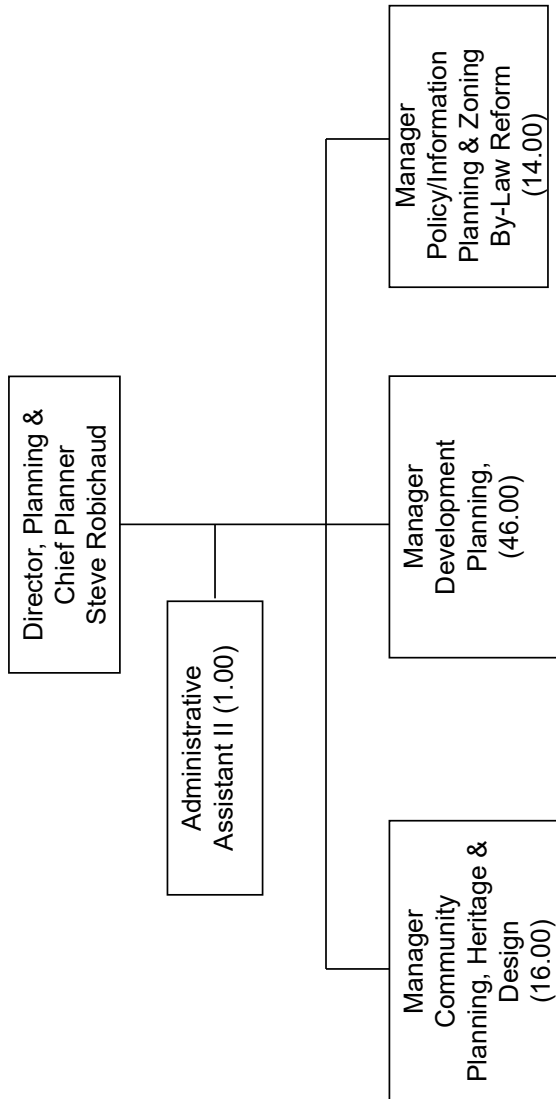 Director, Planning &
Chief Planner
Steve Robichaud
Administrative
Assistant II (1.00)
Manager
Community
Planning, Heritage &
Design
(16.00)
Manager
Development
Planning,
(46.00)
Manager
Policy/Information
Planning & Zoning
By-Law Reform
(14.00)